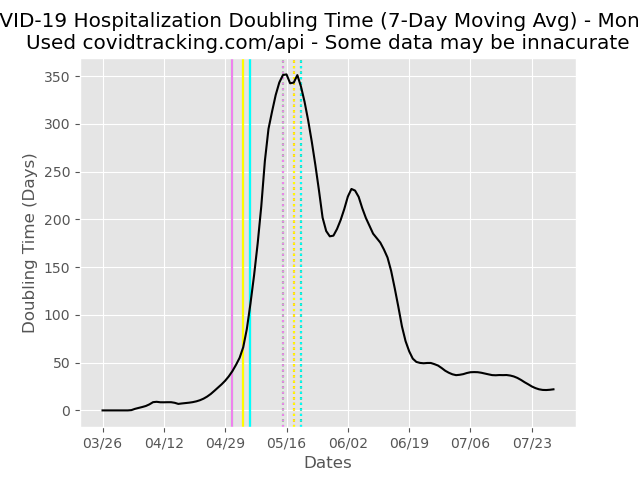 VID-19 Hospitalization Doubling Time (7-Day Moving Avg) - Mon
Used covidtracking.com/api - Some data may be innacurate
350
300
250
200
150
100
50
0
Doubling Time (Days)
03/26 04/12 04/29 05/16 06/02 06/19 07/06 07/23
Dates